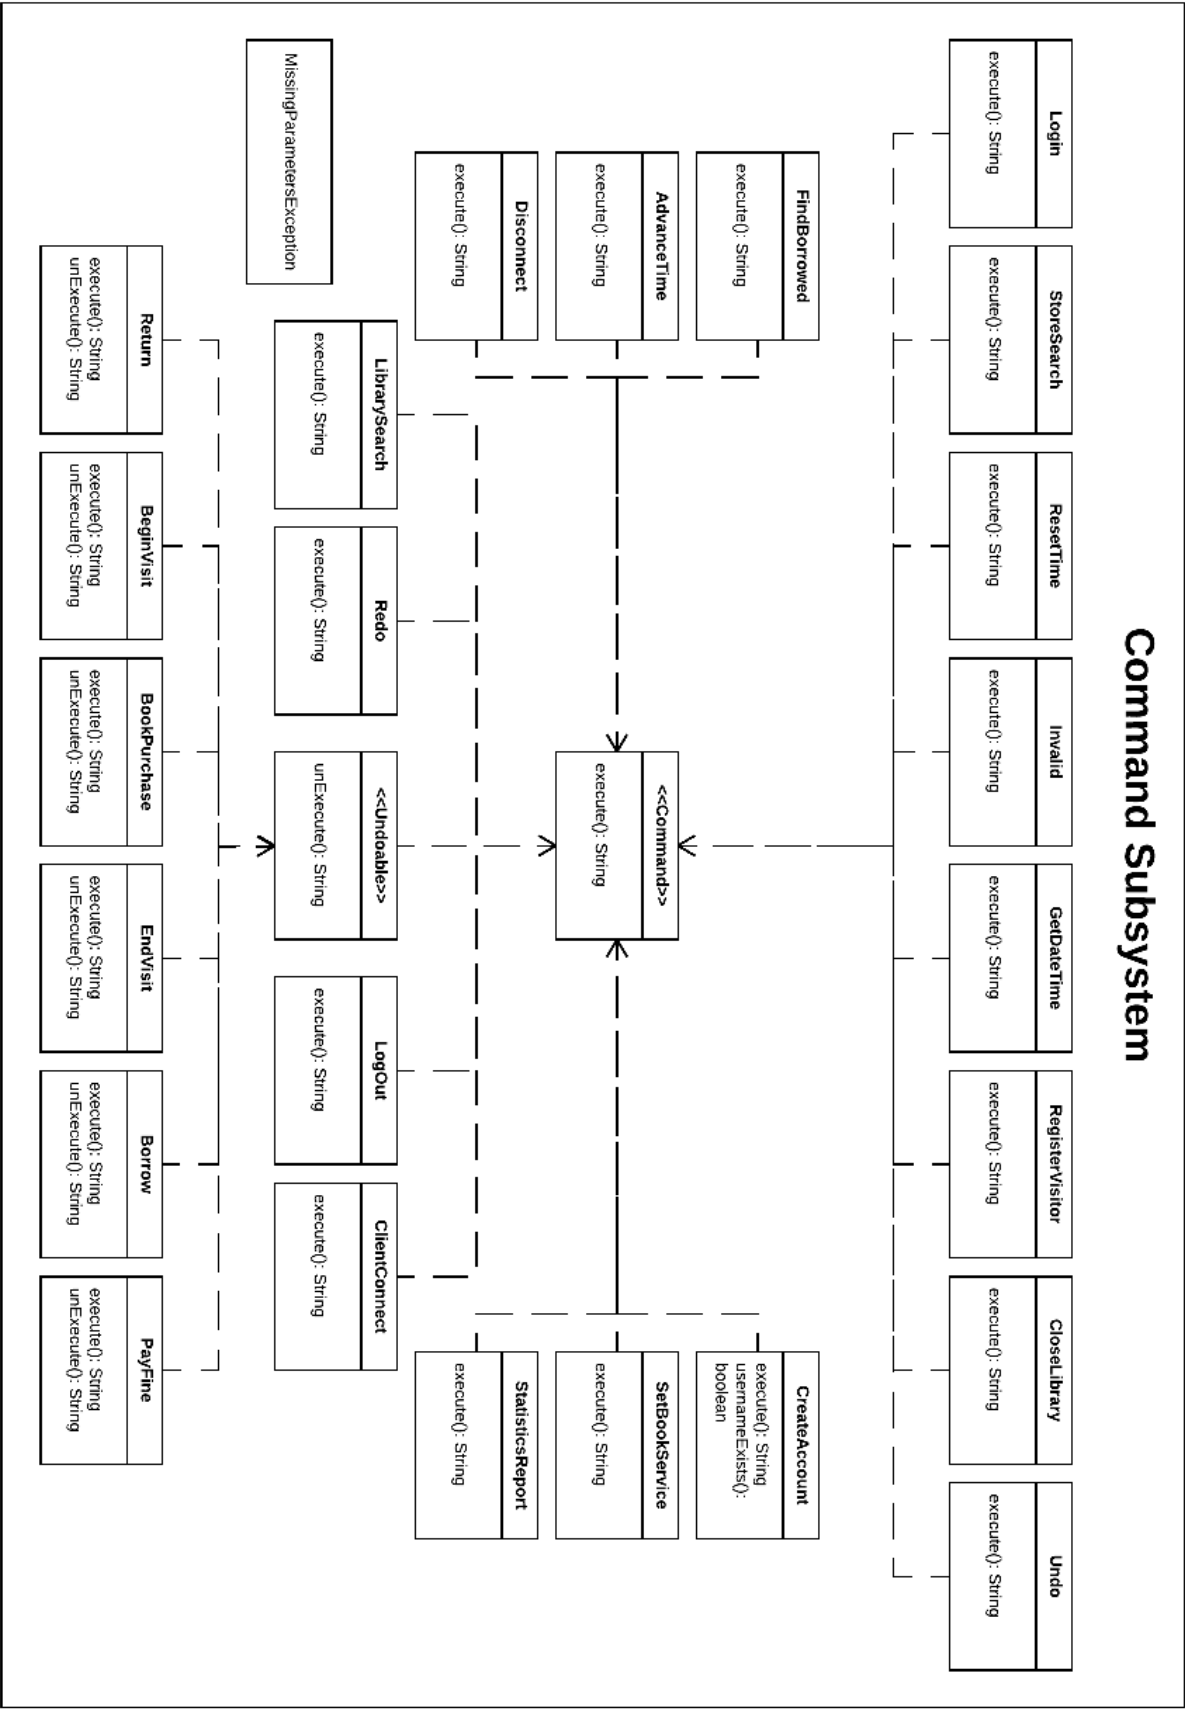 Command Subsystem
Login
execute(): String
StoreSearch
execute(): String
ResetTime
execute(): String
Invalid
execute(): String
GetDateTime
execute(): String
RegisterVisitor
execute(): String
CloseLibrary
execute(): String
Undo
execute(): String
FindBorrowed
execute(): String
CreateAccount
execute(): String
usernameExists():
boolean
AdvanceTime
execute(): String
<<Command>>
execute(): String
SetBookService
execute(): String
Disconnect
execute(): String
StatisticsReport
execute(): String
MissingParametersException
LibrarySearch
execute(): String
Redo
execute(): String
<<Undoable>>
unExecute(): String
LogOut
execute(): String
ClientConnect
execute(): String
Return
execute(): String
unExecute(): String
BeginVisit
execute(): String
unExecute(): String
BookPurchase
execute(): String
unExecute(): String
EndVisit
execute(): String
unExecute(): String
Borrow
execute(): String
unExecute(): String
PayFine
execute(): String
unExecute(): String